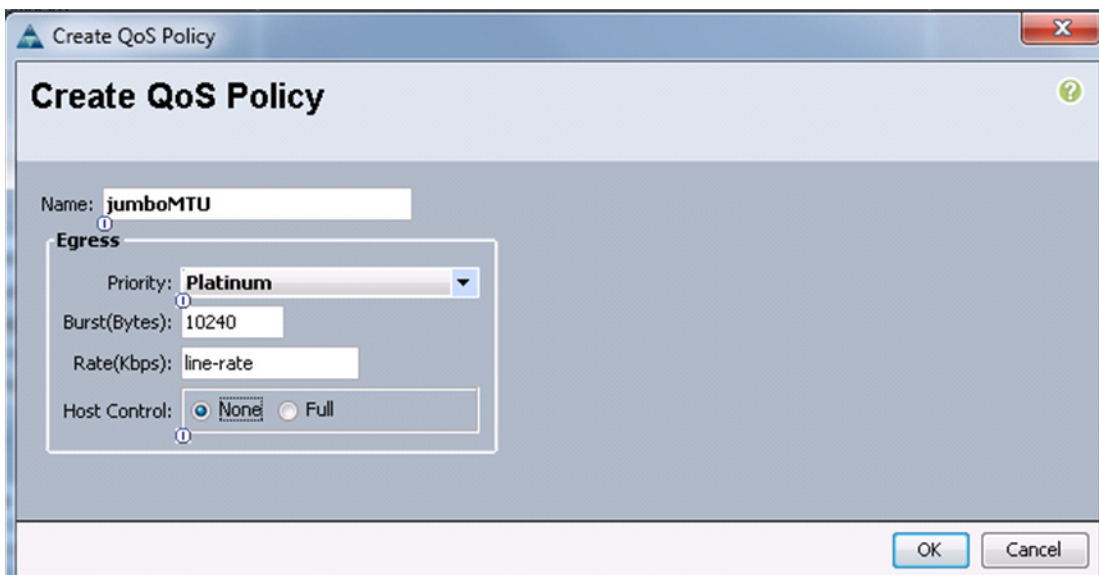 Create QoS Policy
Create QoS Policy
Name: jumboMTU
Egress
Priority: Platinum
Burst(Bytes): 10240
Rate(Kbps): line-rate
Host Control: None Full
OK Cancel